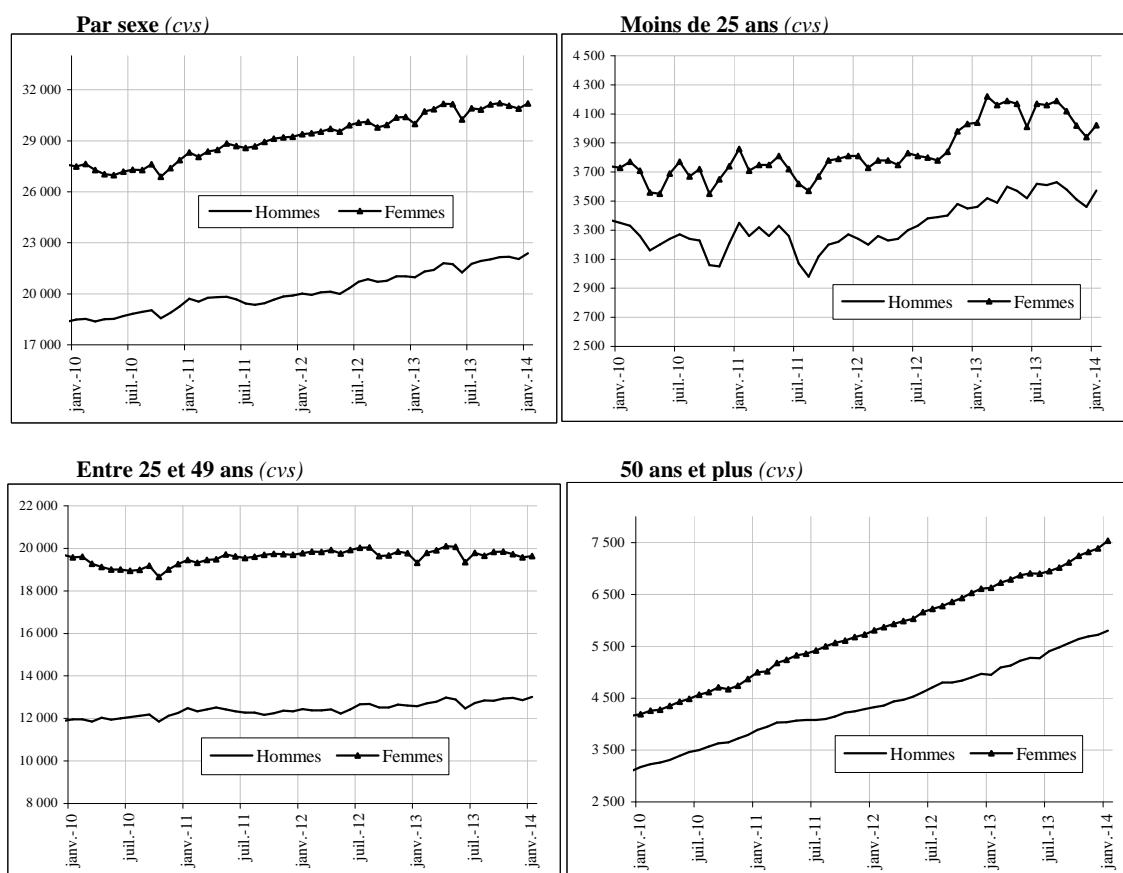 Par sexe (cvs)
32 000
29 000
26 000
23 000
20 000
17 000
Hommes
Femmes
janv.-10
juil.-10
janv.-11
juil.-11
janv.-12
juil.-12
janv.-13
juil.-13
janv.-14
Moins de 25 ans (cvs)
4 500
4 300
4 100
3 900
3 700
3 500
3 300
3 100
2 900
2 700
2 500
Hommes
Femmes
janv.-10
juil.-10
janv.-11
juil.-11
janv.-12
juil.-12
janv.-13
juil.-13
janv.-14
Entre 25 et 49 ans (cvs)
22 000
20 000
18 000
16 000
14 000
12 000
10 000
8 000
Hommes
Femmes
janv.-10
juil.-10
janv.-11
juil.-11
janv.-12
juil.-12
janv.-13
juil.-13
janv.-14
50 ans et plus (cvs)
7 500
6 500
5 500
4 500
3 500
2 500
Hommes
Femmes
janv.-10
juil.-10
janv.-11
juil.-11
janv.-12
juil.-12
janv.-13
juil.-13
janv.-14